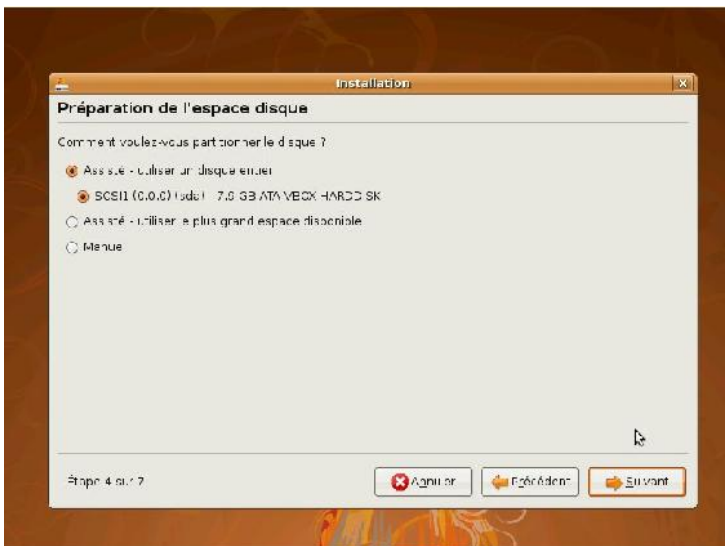 Installation
Préparation de l'espace disque
Comment voulez-vous partitionner le disque ?
Assisté - utiliser un disque entier
SCSI1 (0,0,0) (sda) - 7.9 GB ATA VBOX HARDDISK
Assisté - utiliser le plus grand espace disponible
Manuel
Étape 4 sur 7
Annuler
Précédent
Suivant